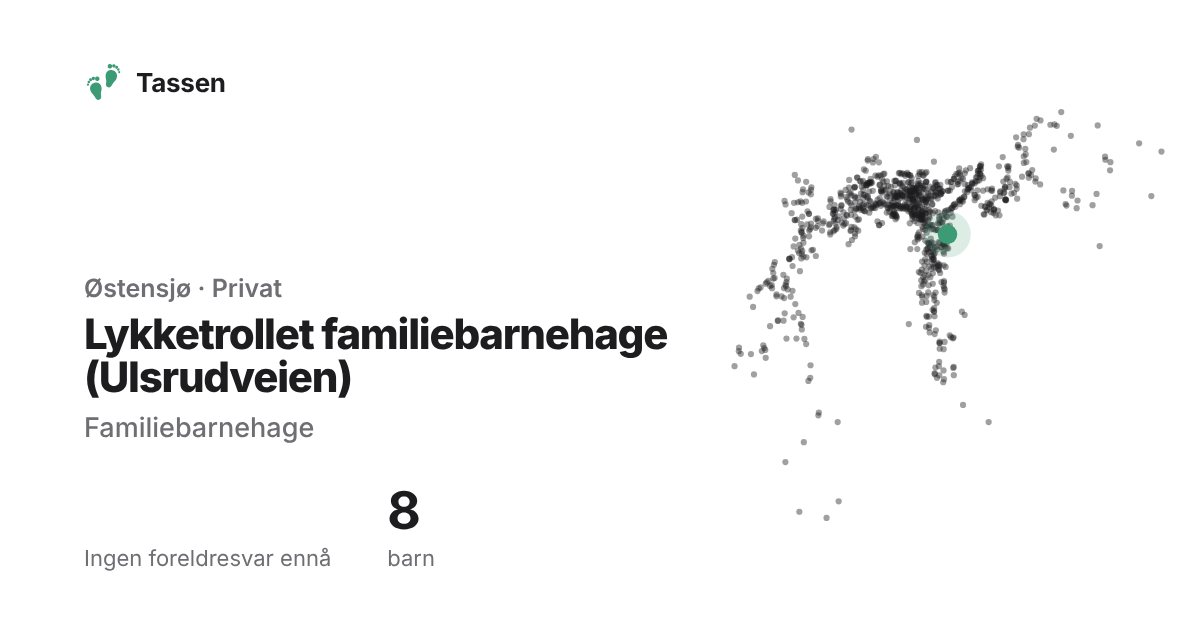 Tassen
Østensjø · Privat
Lykketrollet familiebarnehage
(Ulsrudveien)
Familiebarnehage
8
Ingen foreldresvar ennå
barn